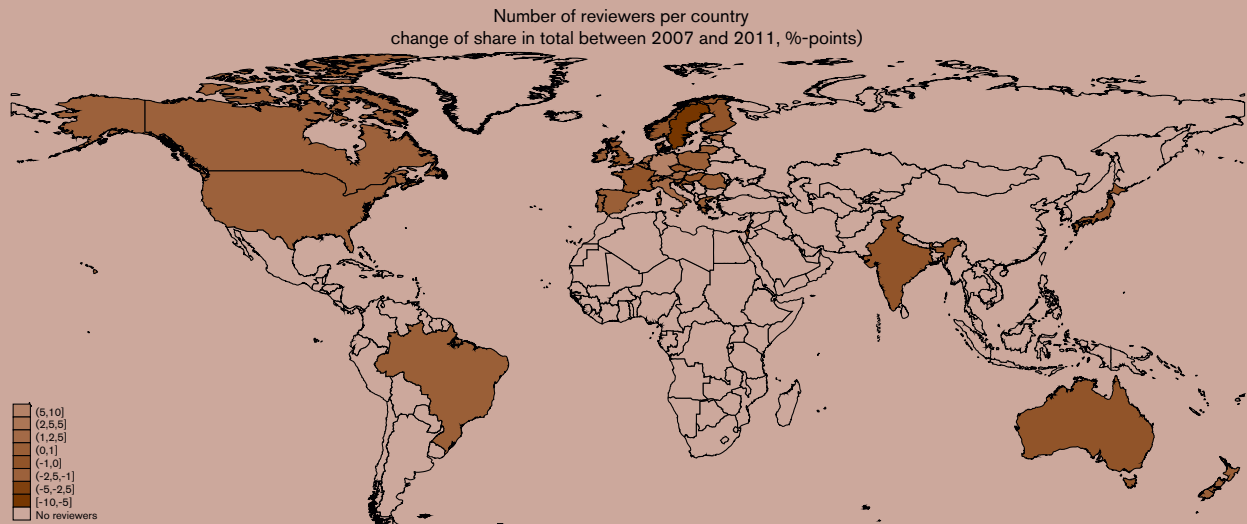 Number of reviewers per country
change of share in total between 2007 and 2011, %-points)
(5,10]
(2,5,5]
(1,2,5]
(0,1]
(-1,0]
(-2,5,-1]
(-5,-2,5]
[-10,-5]
No reviewers